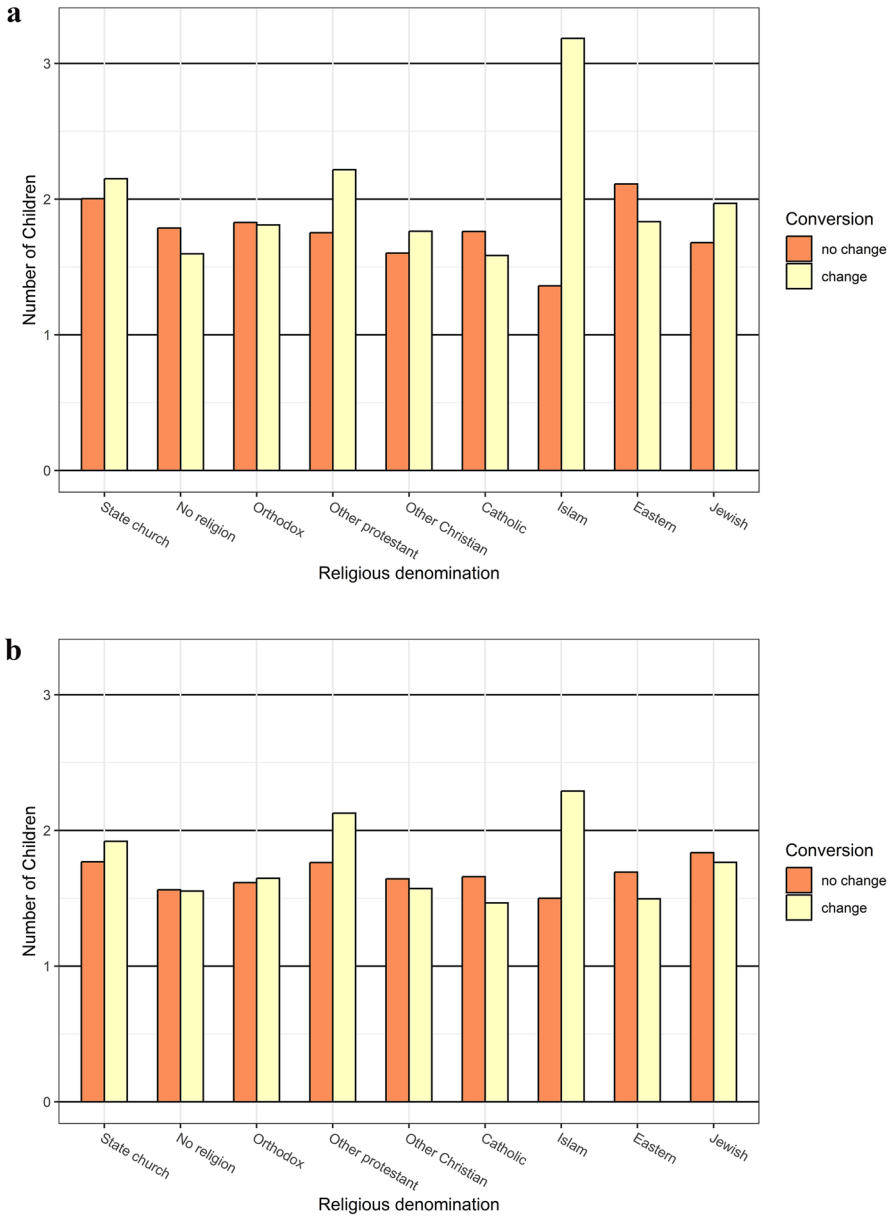 a
3
2
1
0
Number of Children
State church
No religion
Orthodox
Other protestant
Other Christian
Catholic
Islam
Eastern
Jewish
Religious denomination
Conversion
no change
change
b
3
2
1
0
Number of Children
State church
No religion
Orthodox
Other protestant
Other Christian
Catholic
Islam
Eastern
Jewish
Religious denomination
Conversion
no change
change